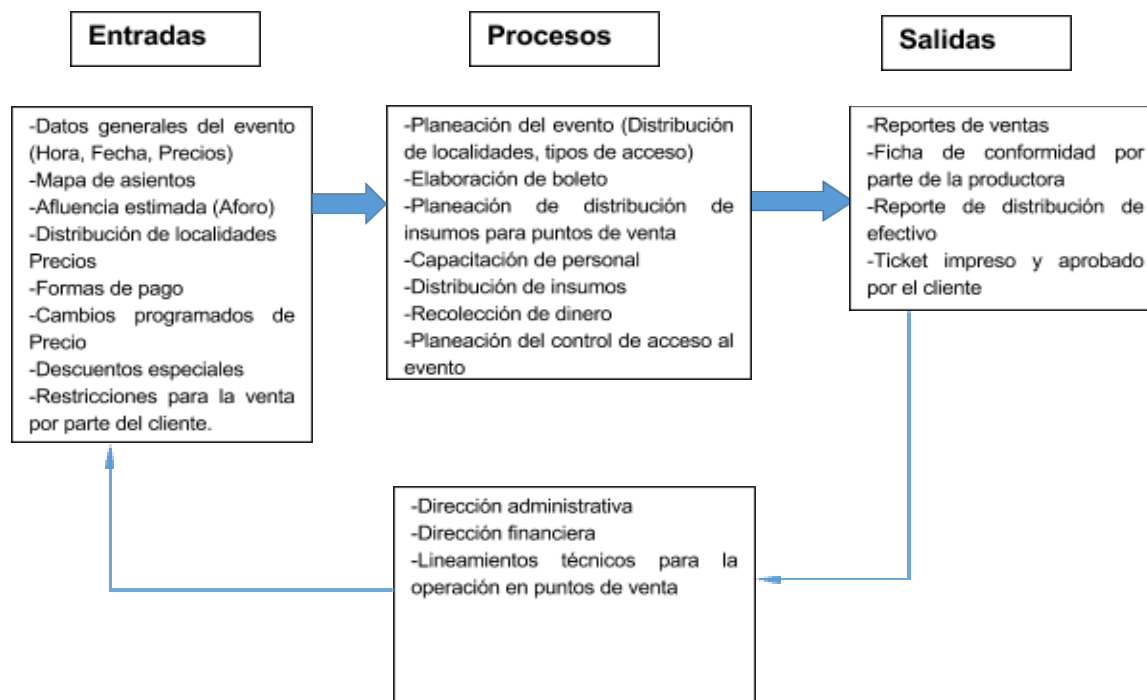 Entradas
Procesos
Salidas
-Datos generales del evento
(Hora, Fecha, Precios)
-Mapa de asientos
-Afluencia estimada (Aforo)
-Distribución de localidades
Precios
-Formas de pago
-Cambios programados de
Precio
-Descuentos especiales
-Restricciones para la venta
por parte del cliente.
-Planeación del evento (Distribución
de localidades, tipos de acceso)
-Elaboración de boleto
-Planeación de distribución de
insumos para puntos de venta
-Capacitación de personal
-Distribución de insumos
-Recolección de dinero
-Planeación del control de acceso al
evento
-Reportes de ventas
-Ficha de conformidad por
parte de la productora
-Reporte de distribución de
efectivo
-Ticket impreso y aprobado
por el cliente
-Dirección administrativa
-Dirección financiera
-Lineamientos técnicos para la
operación en puntos de venta